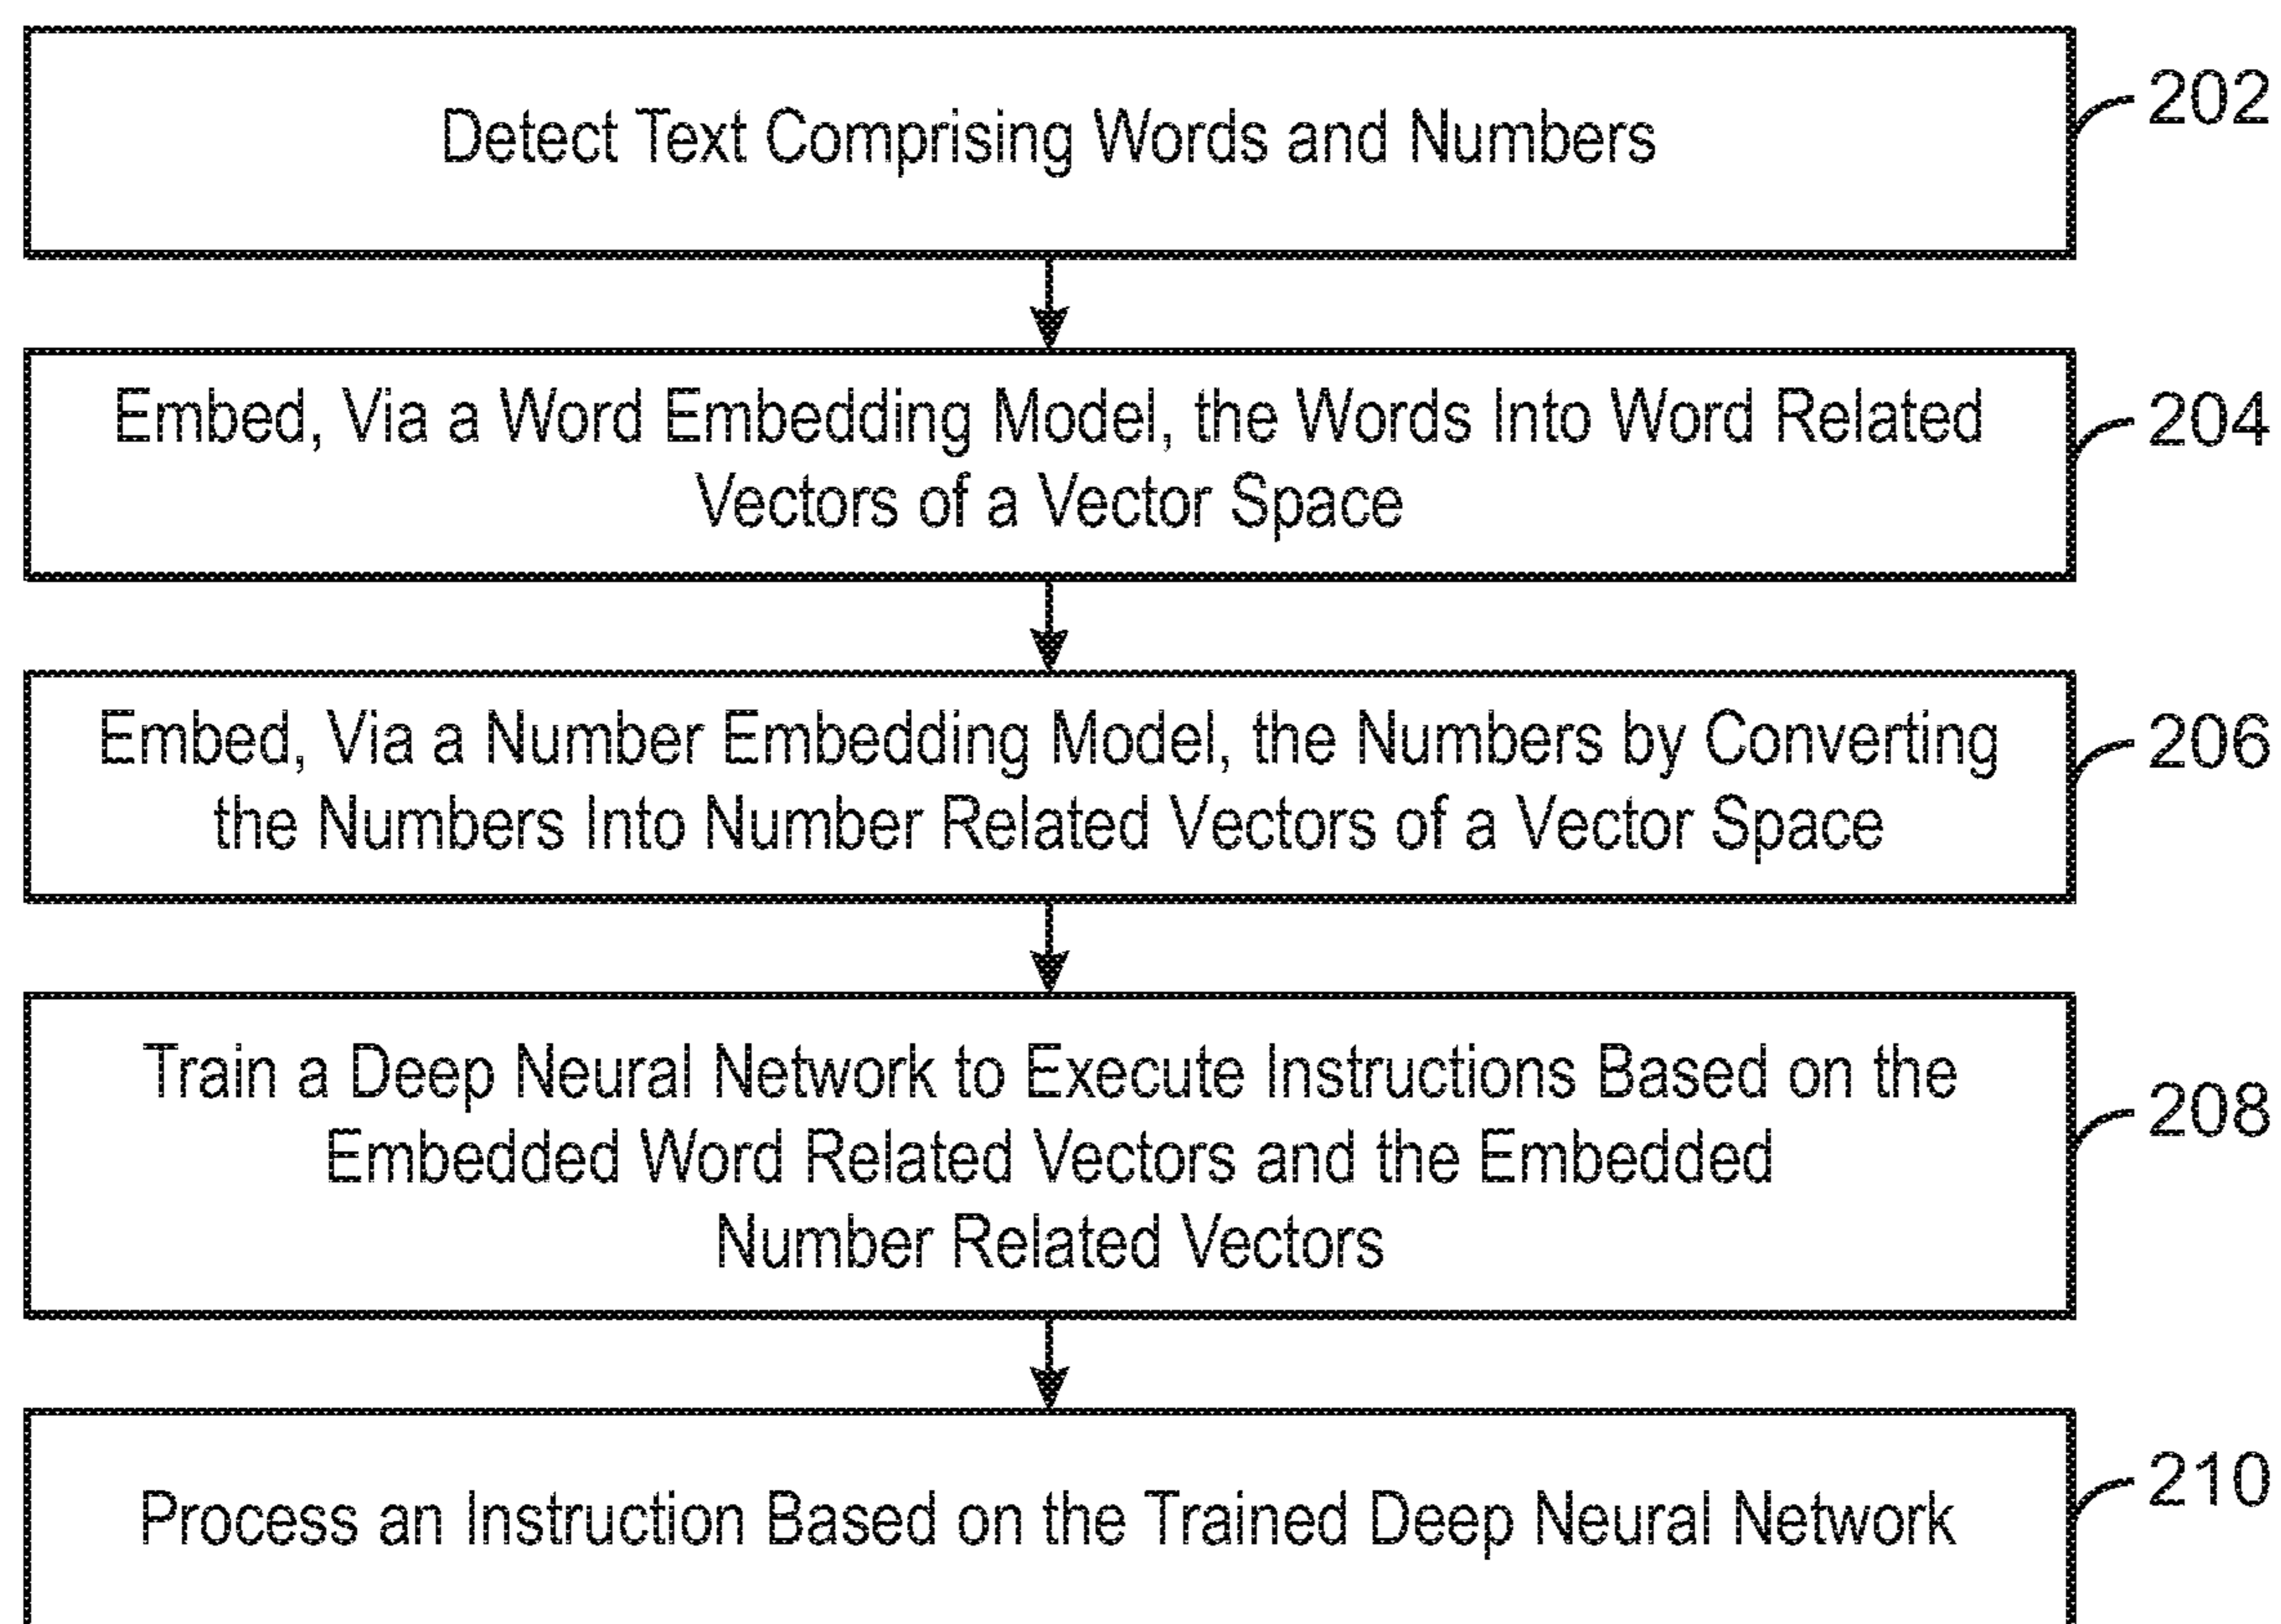 Detect Text Comprising Words and Numbers
202
Embed, Via a Word Embedding Model, the Words Into Word Related
Vectors of a Vector Space
204
Embed, Via a Number Embedding Model, the Numbers by Converting
the Numbers Into Number Related Vectors of a Vector Space
206
Train a Deep Neural Network to Execute Instructions Based on the
Embedded Word Related Vectors and the Embedded
Number Related Vectors
208
Process an Instruction Based on the Trained Deep Neural Network
210